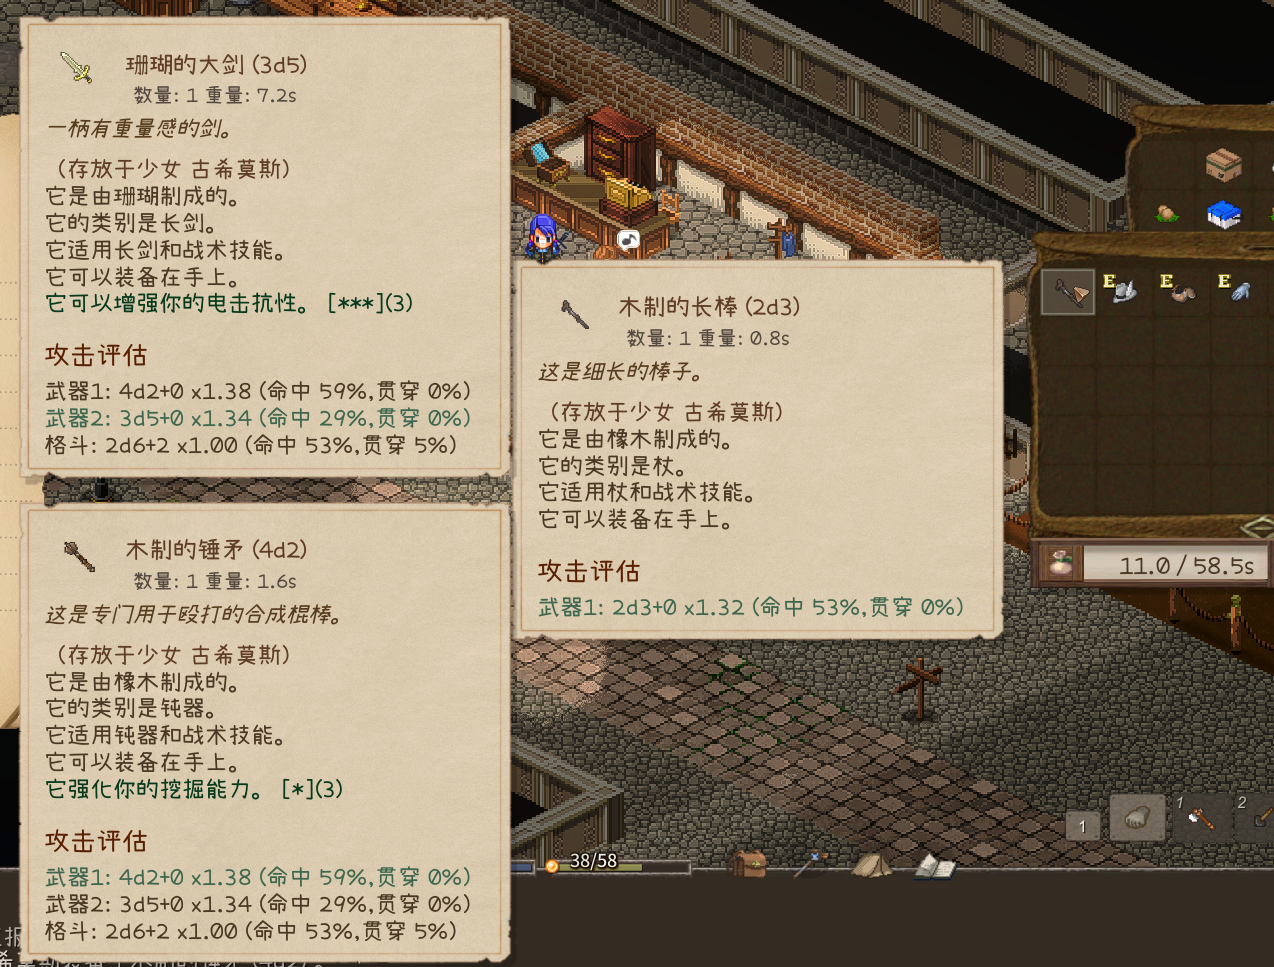 珊瑚的大剑 (3d5)
数量: 1 重量: 7.2s
一柄有重量感的剑。
（存放于少女 古希莫斯）
它是由珊瑚制成的。
它的类别是长剑。
它适用长剑和战术技能。
它可以装备在手上。
它可以增强你的电击抗性。 [***](3)
攻击评估
武器1: 4d2+0 x1.38 (命中 59%,贯穿 0%)
武器2: 3d5+0 x1.34 (命中 29%,贯穿 0%)
格斗: 2d6+2 x1.00 (命中 53%,贯穿 5%)
木制的锤矛 (4d2)
数量: 1 重量: 1.6s
这是专门用于殴打的合成棍棒。
（存放于少女 古希莫斯）
它是由橡木制成的。
它的类别是钝器。
它适用钝器和战术技能。
它可以装备在手上。
它强化你的挖掘能力。 [*](3)
攻击评估
武器1: 4d2+0 x1.38 (命中 59%,贯穿 0%)
武器2: 3d5+0 x1.34 (命中 29%,贯穿 0%)
格斗: 2d6+2 x1.00 (命中 53%,贯穿 5%)
木制的长棒 (2d3)
数量: 1 重量: 0.8s
这是细长的棒子。
（存放于少女 古希莫斯）
它是由橡木制成的。
它的类别是杖。
它适用杖和战术技能。
它可以装备在手上。
攻击评估
武器1: 2d3+0 x1.32 (命中 53%,贯穿 0%)
E E E
11.0 / 58.5s
1 1 2
38/58